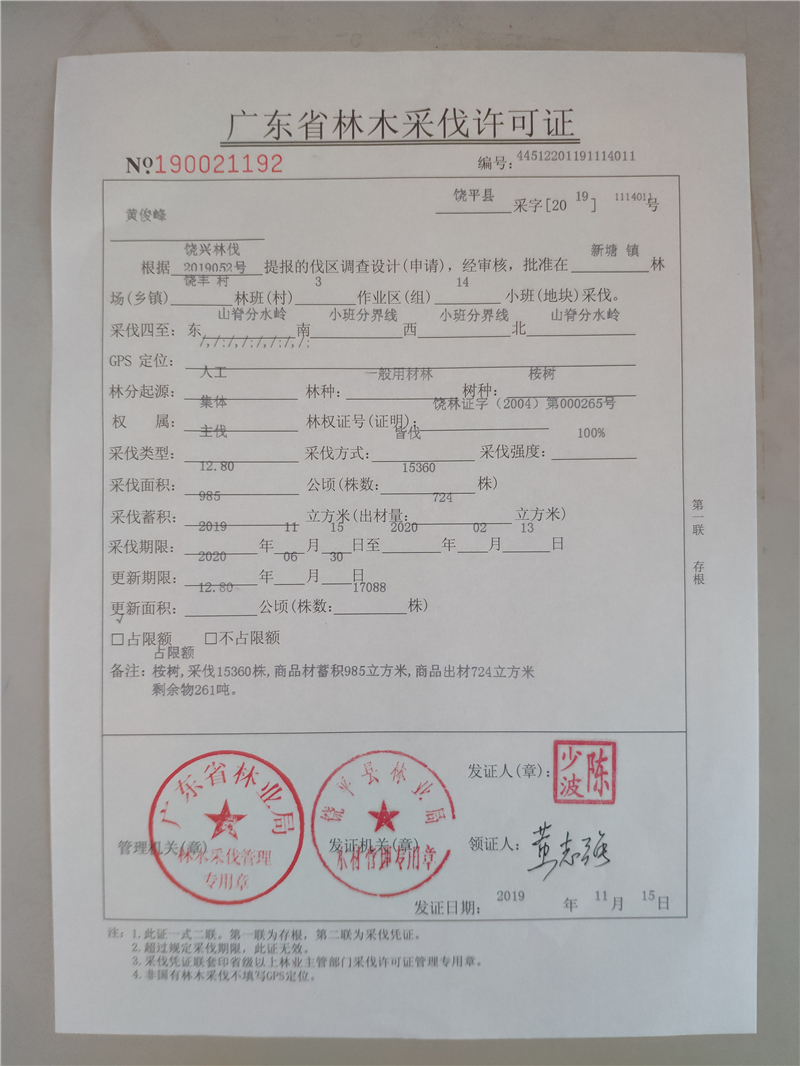 广东省林木采伐许可证
№190021192 编号:44512201191114011
饶平县 采字[20 19 ] 1114011 号
黄俊峰
饶兴林伐
根据 2019052号 提报的伐区调查设计(申请),经审核,批准在 新塘 镇 林
场(乡镇) 饶丰 村 林班(村) 3 作业区(组) 14 小班(地块)采伐。
采伐四至: 东 山脊分水岭 南 小班分界线 西 小班分界线 北 山脊分水岭
GPS 定位: /,/:/,/:/,/:/,/:
林分起源: 人工 林种: 一般用材林 树种: 桉树
权 属: 集体 林权证号(证明): 饶林证字（2004）第000265号
采伐类型: 主伐 采伐方式: 皆伐 采伐强度: 100%
采伐面积: 12.80 公顷(株数: 15360 株)
采伐蓄积: 985 立方米(出材量: 724 立方米)
采伐期限: 2019 年 11 月 15 日至 2020 年 02 月 13 日
更新期限: 2020 年 06 月 30 日
更新面积: 12.80 公顷(株数: 17088 株)
√
□占限额 □不占限额
占限额
备注: 桉树,采伐15360株,商品材蓄积985立方米,商品出材724立方米
剩余物261吨。
第一联 存根
广东省林业局
林木采伐管理
专用章
管理机关(章)
饶平县林业局
发证机关(章)
发证人(章):
陈少波
领证人: 黄志强
发证日期: 2019 年 11 月 15 日
注: 1.此证一式二联。第一联为存根，第二联为采伐凭证。
2.超过规定采伐期限，此证无效。
3.采伐凭证联套印省级以上林业主管部门采伐许可证管理专用章。
4.非国有林木采伐不填写GPS定位。